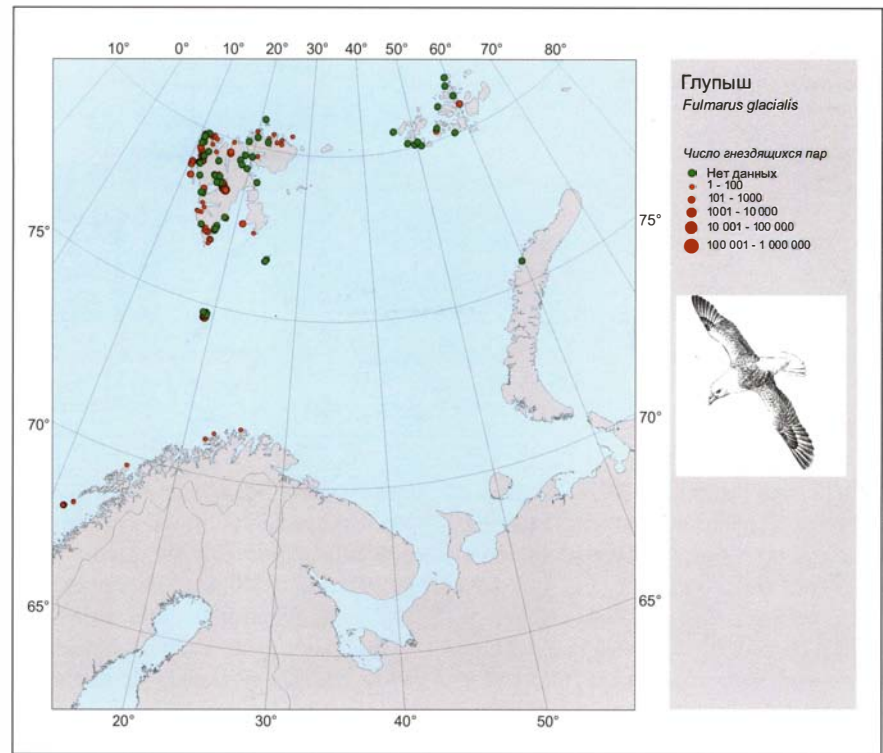 10° 0° 10° 20° 30° 40° 50° 60° 70° 80°
75°
70°
65°
75°
70°
65°
20° 30° 40° 50°
Глупыш
Fulmarus glacialis
Число гнездящихся пар
Нет данных
1 - 100
101 - 1000
1001 - 10 000
10 001 - 100 000
100 001 - 1 000 000